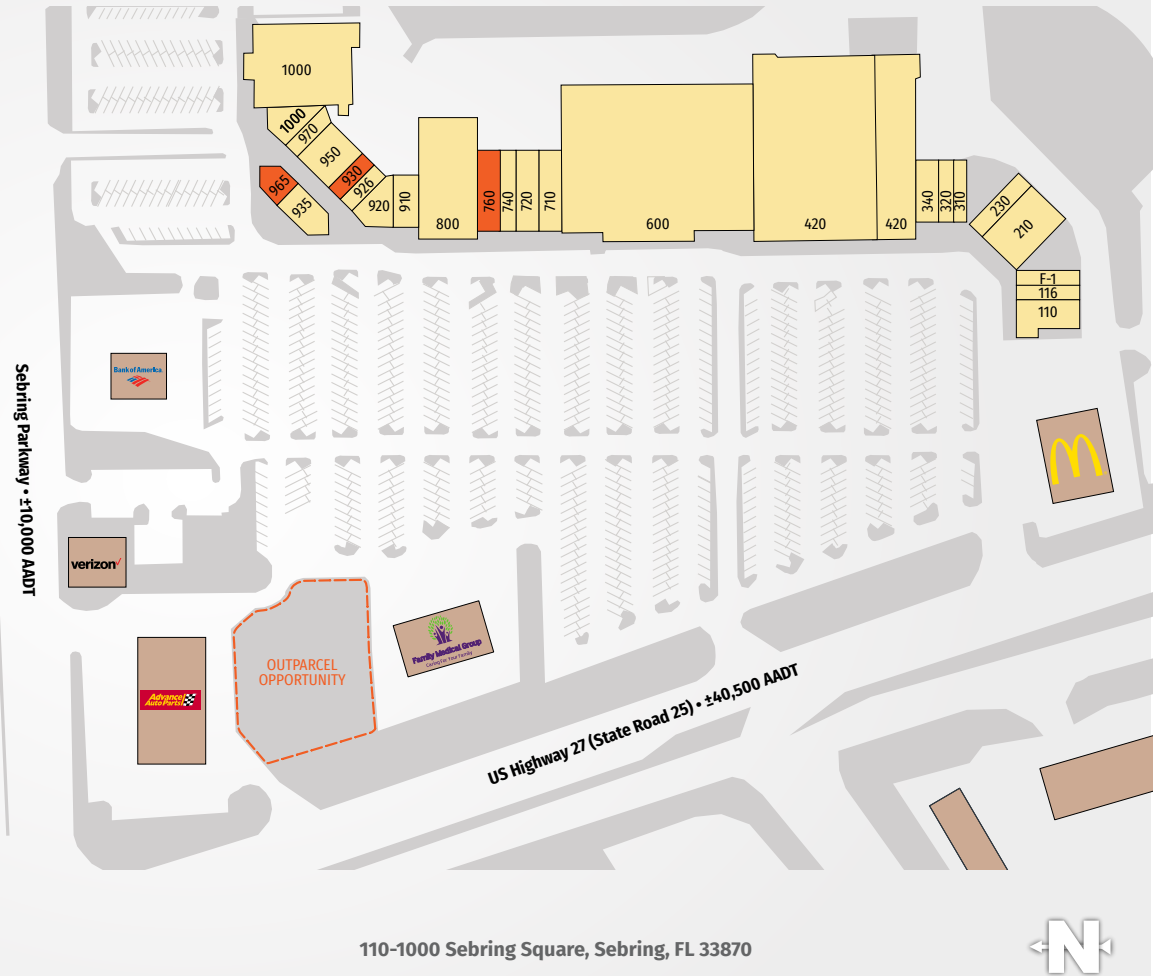 1000
1000
970
950
930
926
920
910
965
935
800
760
740
720
710
600
420
420
340
320
310
230
210
F-1
116
110
Bank of America
Sebring Parkway • ±10,000 AADT
verizon
Family Medical Group
Caring For Your Family
OUTPARCEL
OPPORTUNITY
Advance
Auto Parts
US Highway 27 (State Road 25) • ±40,500 AADT
110-1000 Sebring Square, Sebring, FL 33870
N